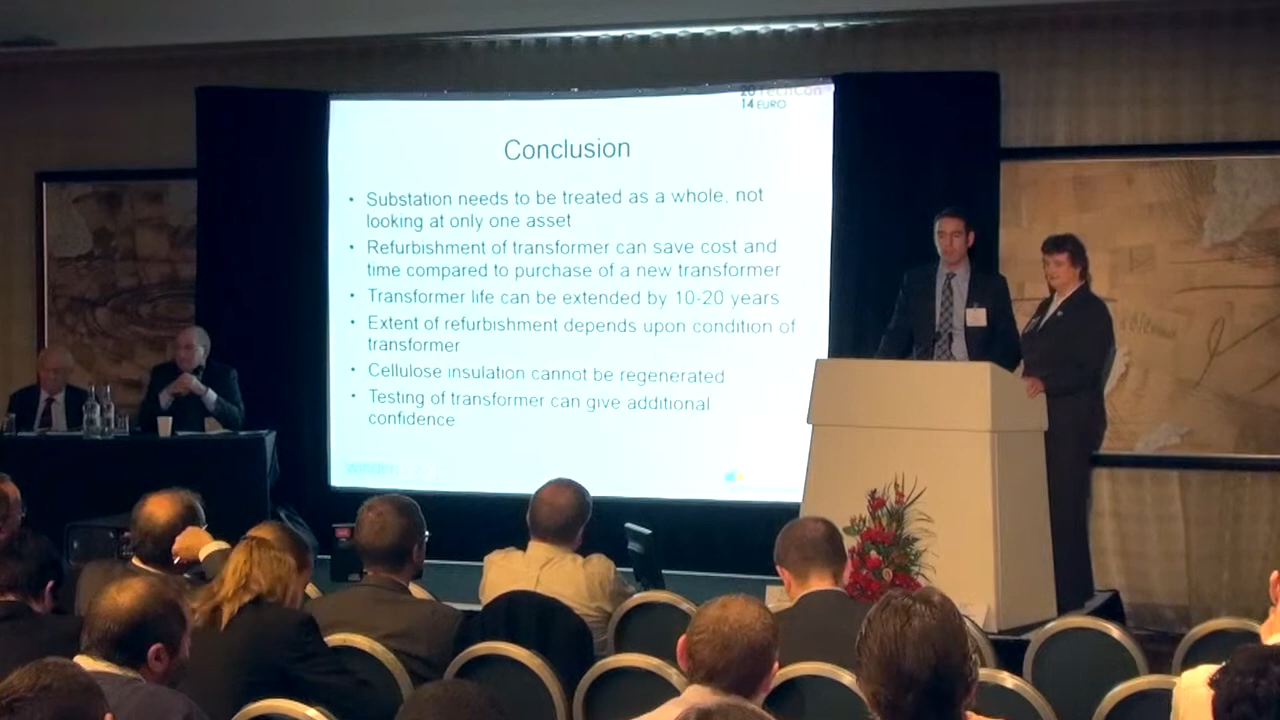 20 TechCon
14 EURO
Conclusion
• Substation needs to be treated as a whole, not
looking at only one asset
• Refurbishment of transformer can save cost and
time compared to purchase of a new transformer
• Transformer life can be extended by 10-20 years
• Extent of refurbishment depends upon condition of
transformer
• Cellulose insulation cannot be regenerated
• Testing of transformer can give additional
confidence